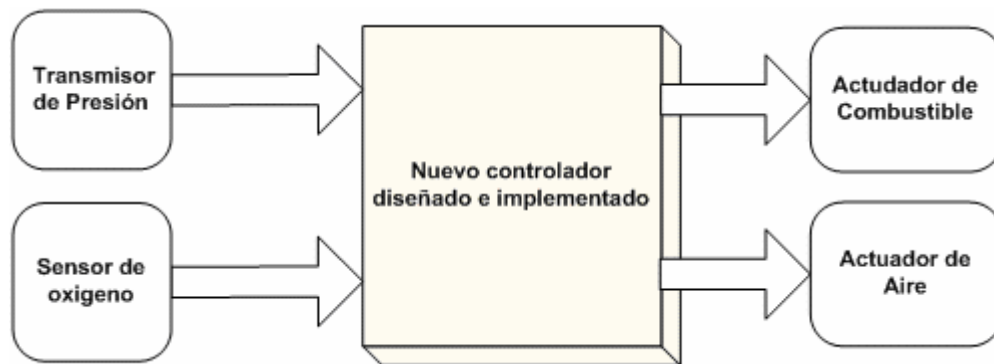 Transmisor
de Presión
Sensor de
oxigeno
Nuevo controlador
diseñado e implementado
Actudador de
Combustible
Actuador de
Aire